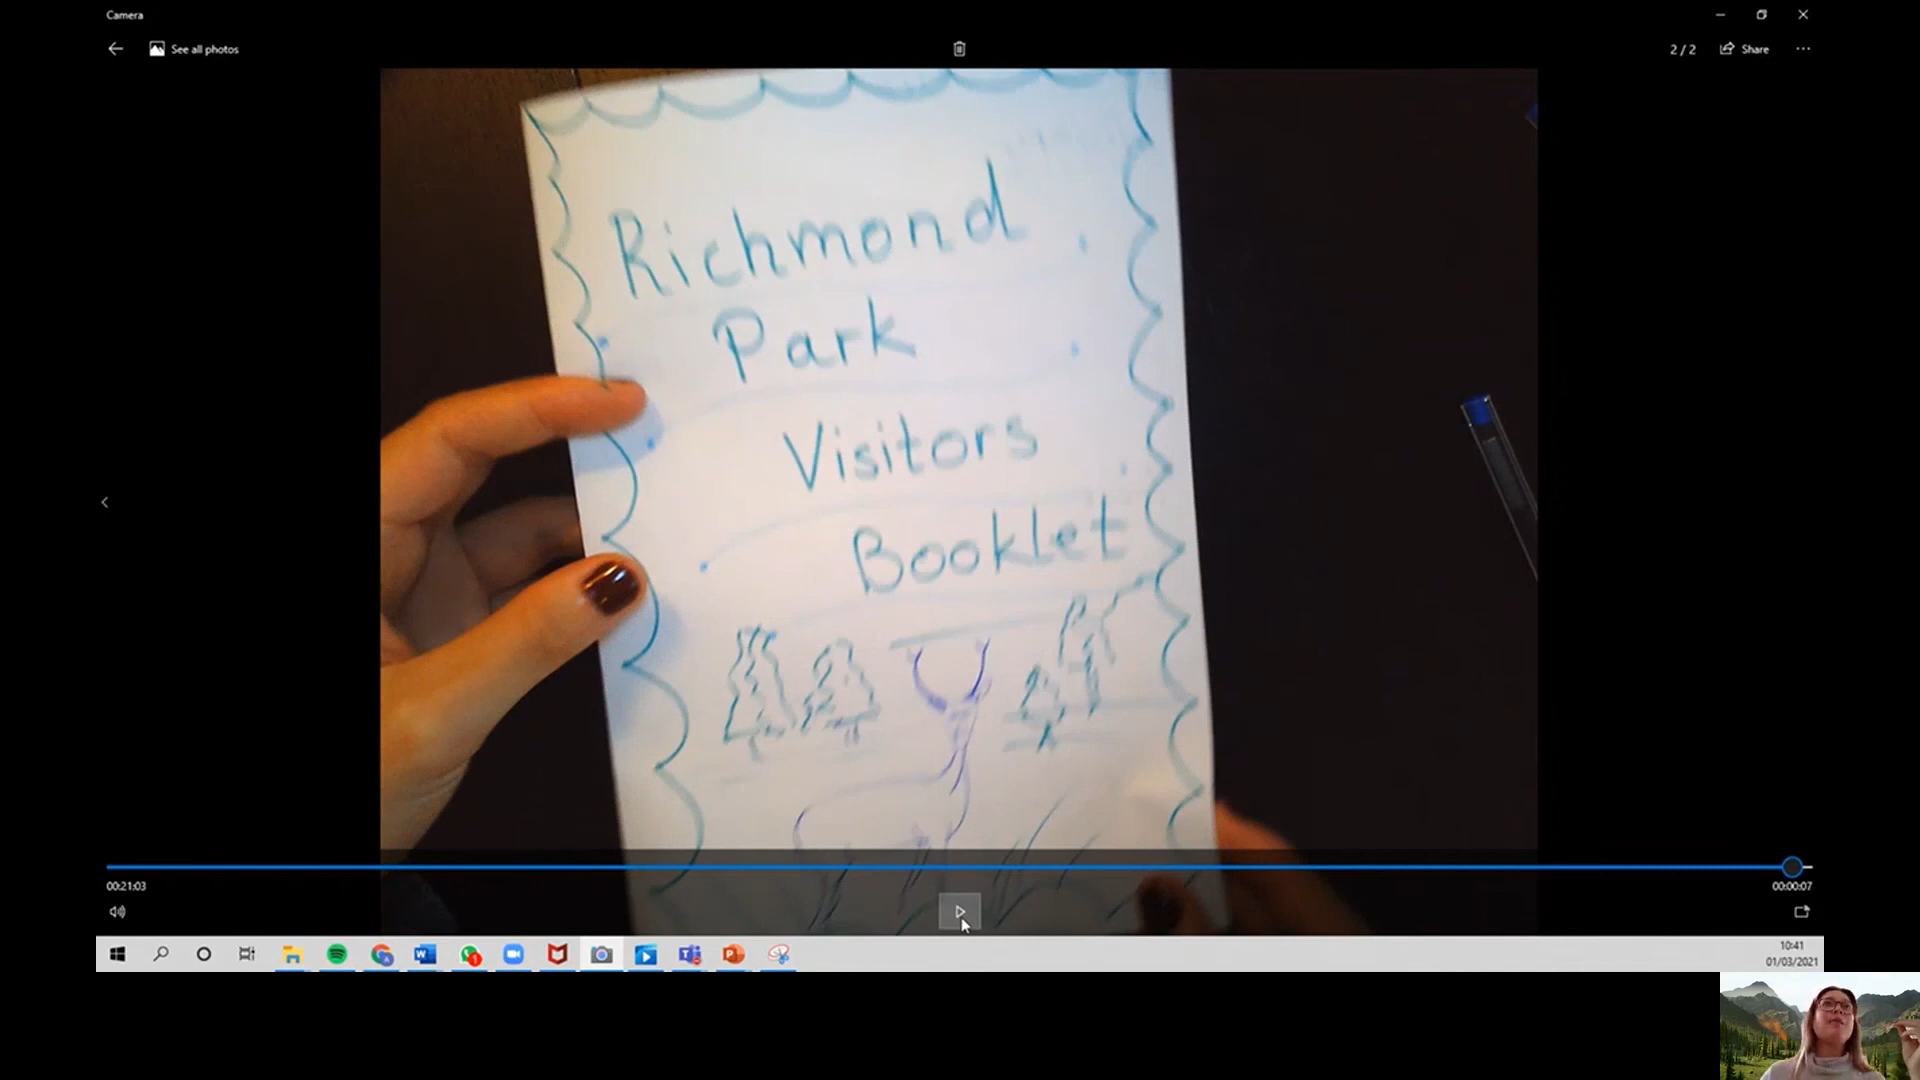 Camera
See all photos
2 / 2
Share
Richmond
Park
Visitors
Booklet
00:21:03
00:00:07
10:41
01/03/2021